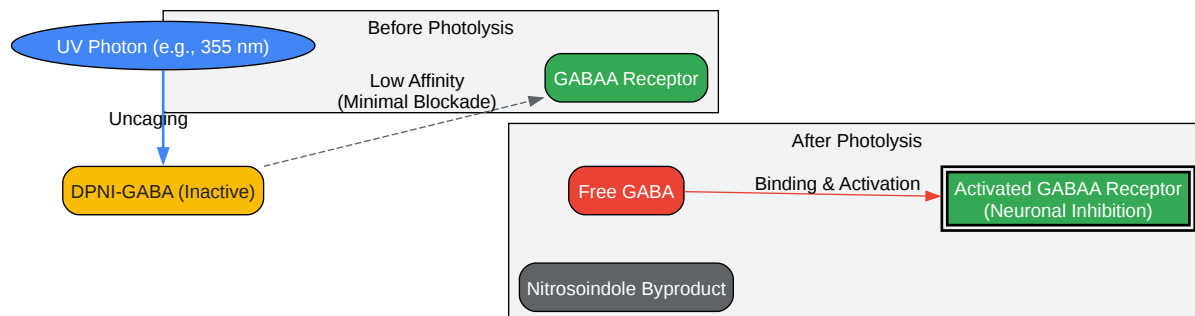 UV Photon (e.g., 355 nm)
Before Photolysis
GABAA Receptor
Low Affinity
(Minimal Blockade)
Uncaging
DPNI-GABA (Inactive)
After Photolysis
Free GABA
Binding & Activation
Activated GABAA Receptor
(Neuronal Inhibition)
Nitrosoindole Byproduct